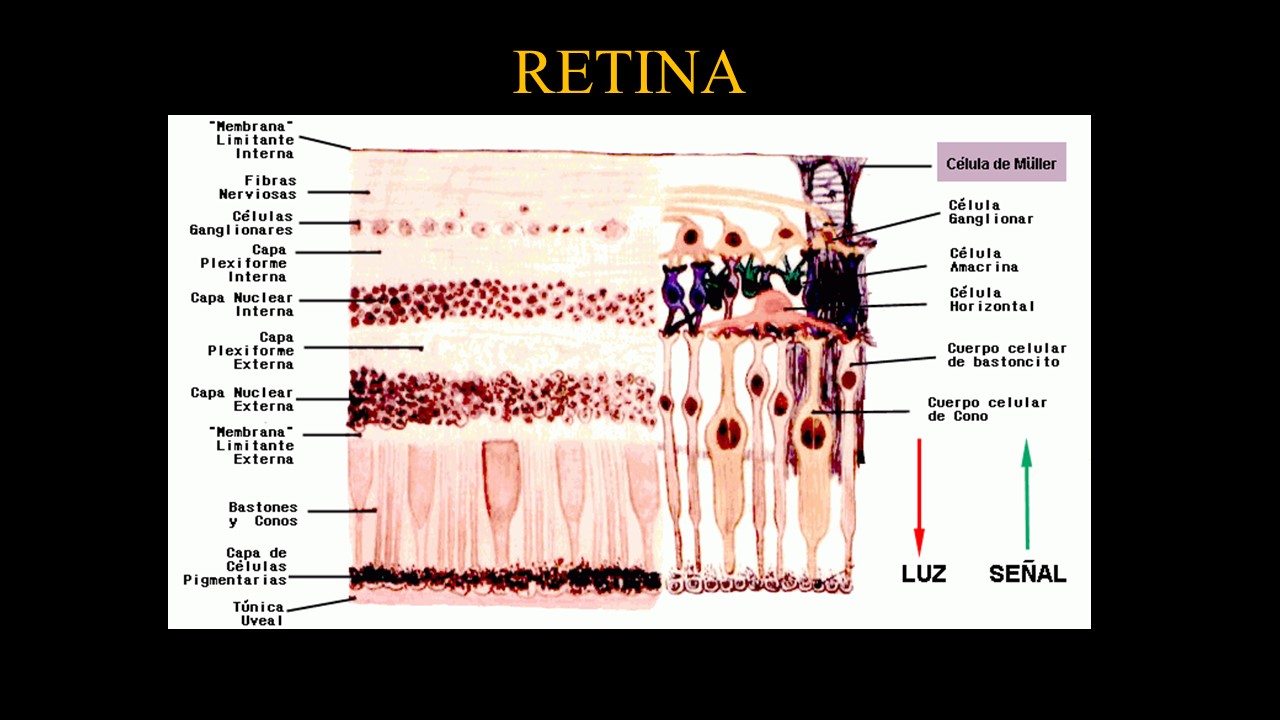 RETINA
"Membrana"
Limitante
Interna
Fibras
Nerviosas
Células
Ganglionares
Capa
Plexiforme
Interna
Capa Nuclear
Interna
Capa
Plexiforme
Externa
Capa Nuclear
Externa
"Membrana"
Limitante
Externa
Bastones
y Conos
Capa de
Células
Pigmentarias
Túnica
Uveal
Célula de Müller
Célula
Ganglionar
Célula
Amacrina
Célula
Horizontal
Cuerpo celular
de bastoncito
Cuerpo celular
de Cono
LUZ
SEÑAL